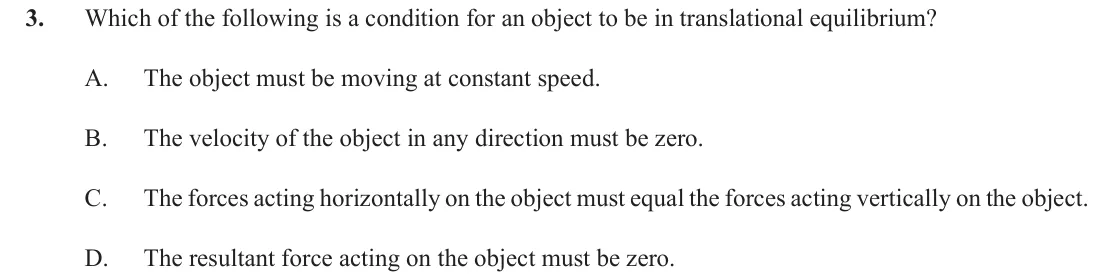 3. Which of the following is a condition for an object to be in translational equilibrium?
A. The object must be moving at constant speed.
B. The velocity of the object in any direction must be zero.
C. The forces acting horizontally on the object must equal the forces acting vertically on the object.
D. The resultant force acting on the object must be zero.